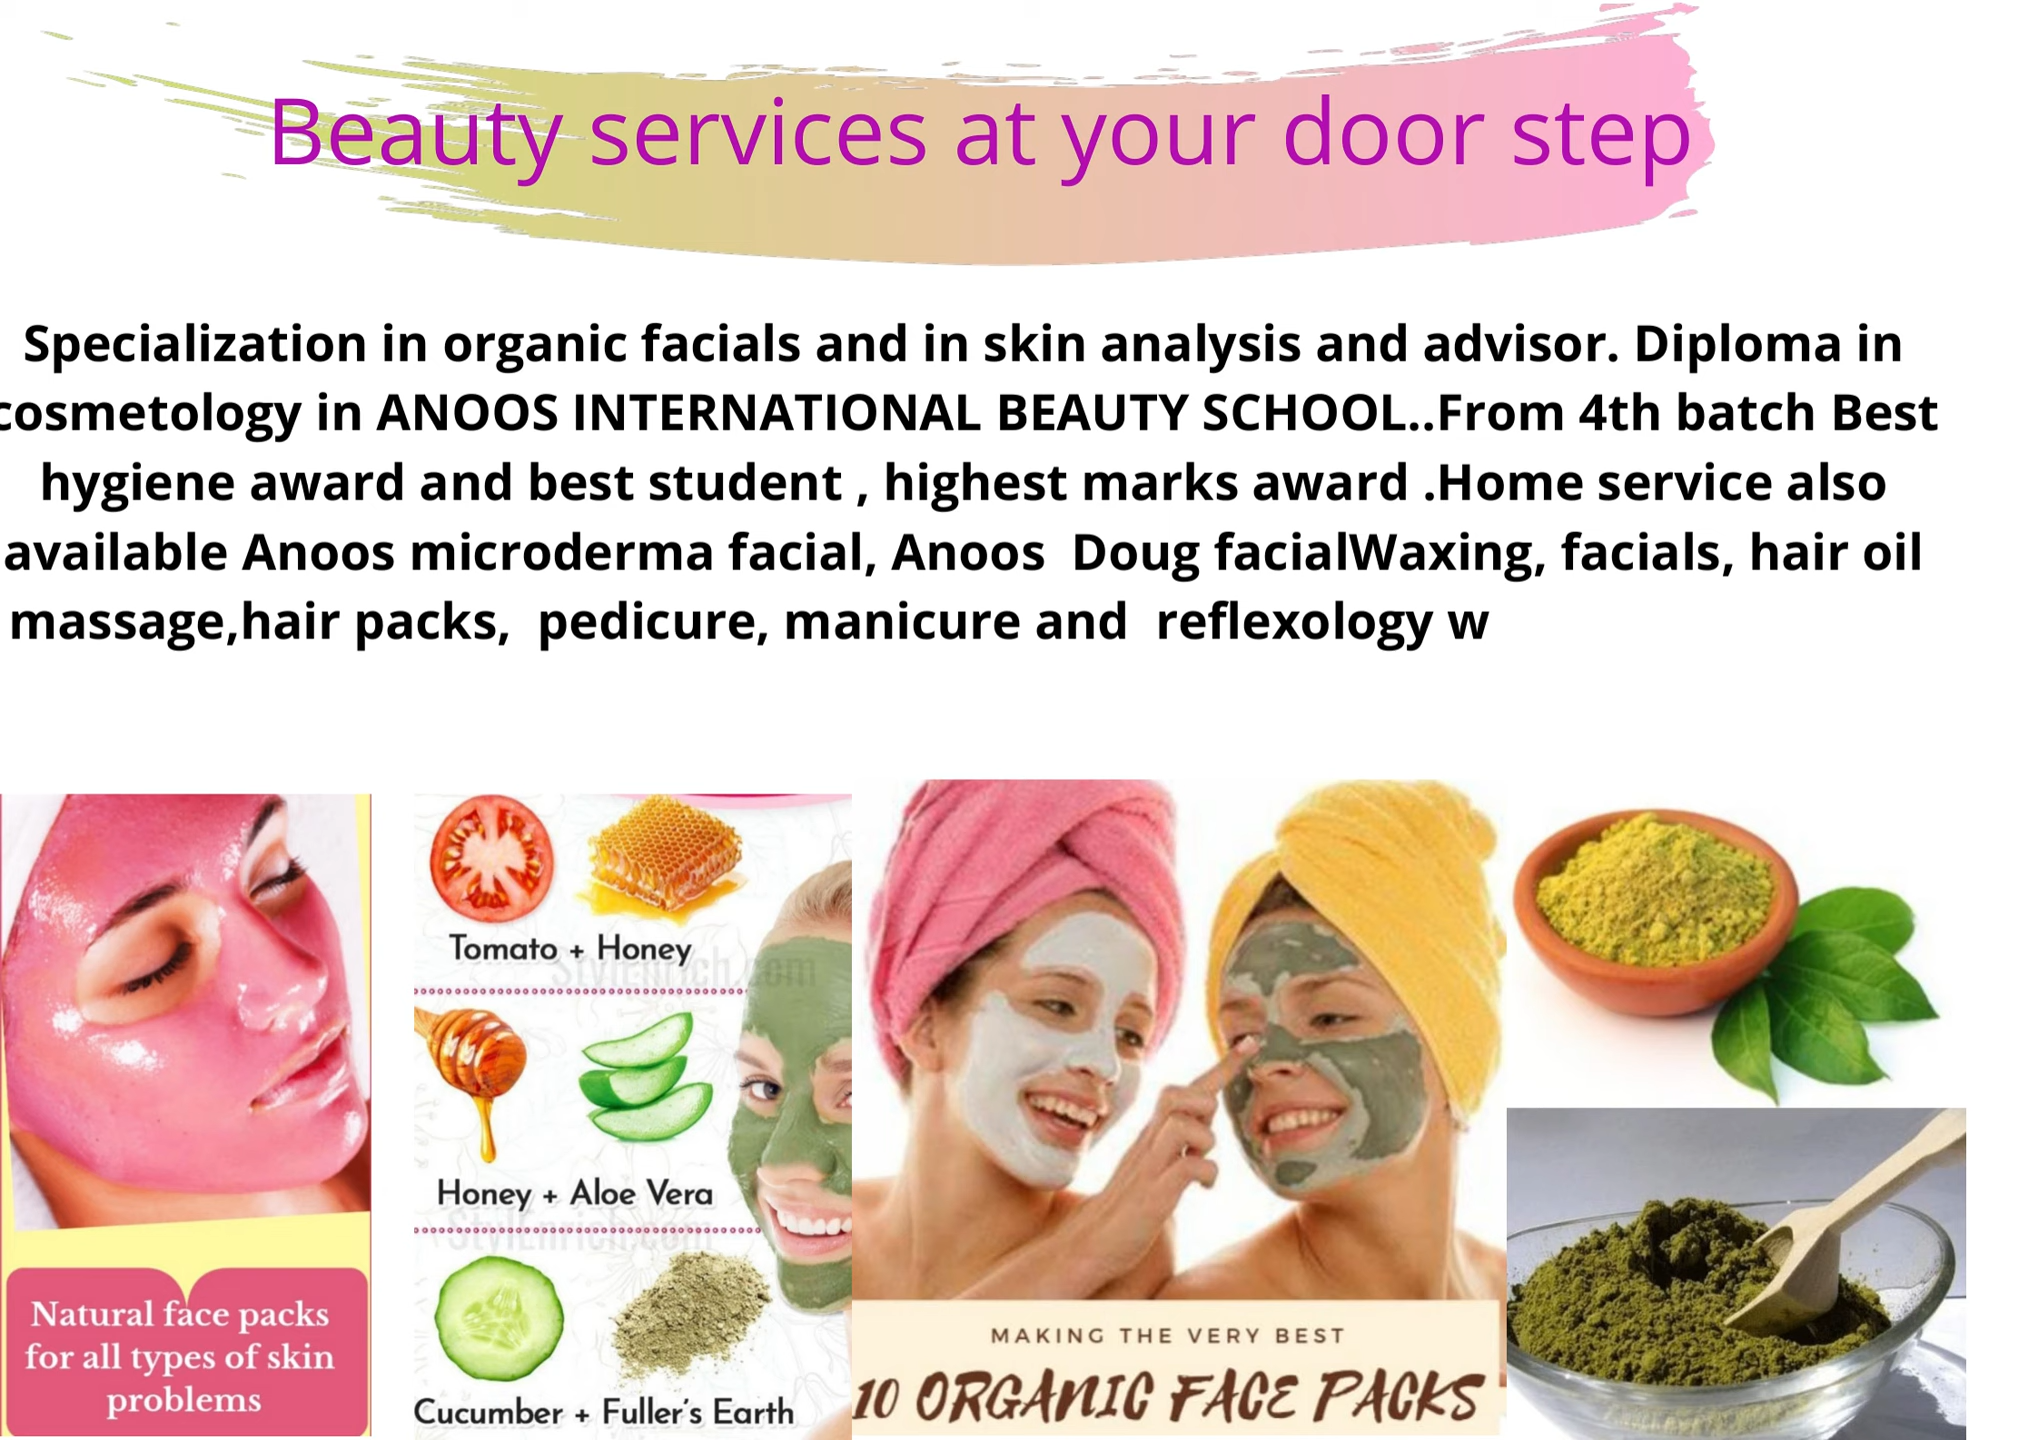 Beauty services at your door step
Specialization in organic facials and in skin analysis and advisor. Diploma in
cosmetology in ANOOS INTERNATIONAL BEAUTY SCHOOL..From 4th batch Best
hygiene award and best student , highest marks award .Home service also
available Anoos microderma facial, Anoos  Doug facialWaxing, facials, hair oil
massage,hair packs,  pedicure, manicure and  reflexology w
Natural face packs
for all types of skin
problems
Tomato + Honey
StylEnrich.com
Honey + Aloe Vera
StylEnrich.com
Cucumber + Fuller's Earth
MAKING THE VERY BEST
10 ORGANIC FACE PACKS